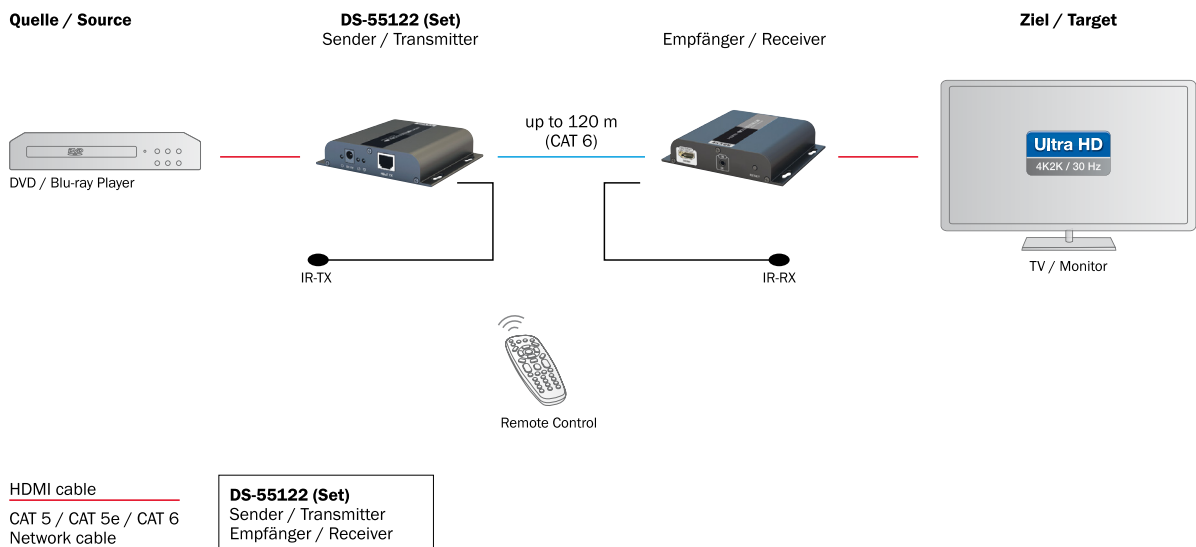 Quelle / Source
DS-55122 (Set)
Sender / Transmitter
Empfänger / Receiver
Ziel / Target
up to 120 m
(CAT 6)
Ultra HD
4K2K / 30 Hz
DVD / Blu-ray Player
IR-TX
IR-RX
TV / Monitor
Remote Control
HDMI cable
CAT 5 / CAT 5e / CAT 6
Network cable
DS-55122 (Set)
Sender / Transmitter
Empfänger / Receiver